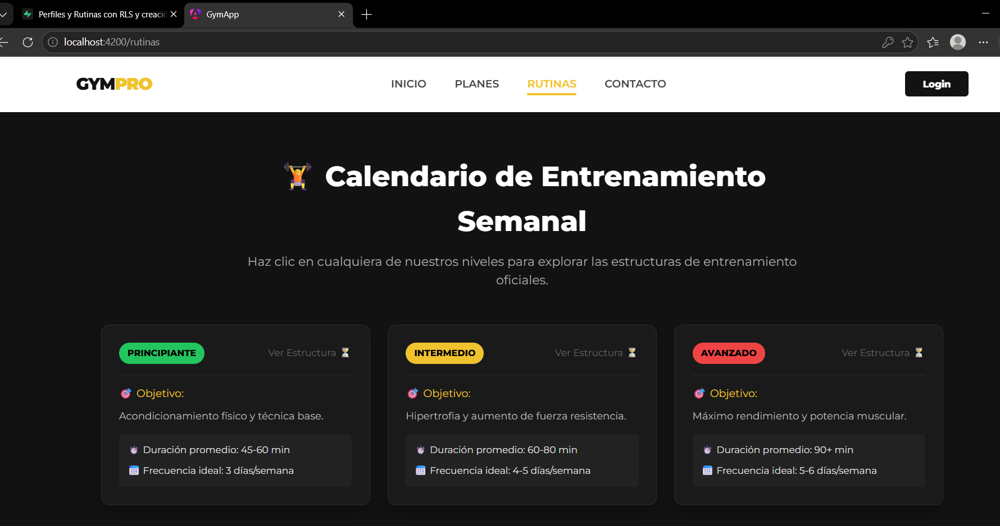 Perfiles y Rutinas con RLS y creació
GymApp
localhost:4200/rutinas
GYMPRO
INICIO
PLANES
RUTINAS
CONTACTO
Login
Calendario de Entrenamiento
Semanal
Haz clic en cualquiera de nuestros niveles para explorar las estructuras de entrenamiento
oficiales.
PRINCIPIANTE
Ver Estructura
Objetivo:
Acondicionamiento físico y técnica base.
Duración promedio: 45-60 min
Frecuencia ideal: 3 días/semana
INTERMEDIO
Ver Estructura
Objetivo:
Hipertrofia y aumento de fuerza resistencia.
Duración promedio: 60-80 min
Frecuencia ideal: 4-5 días/semana
AVANZADO
Ver Estructura
Objetivo:
Máximo rendimiento y potencia muscular.
Duración promedio: 90+ min
Frecuencia ideal: 5-6 días/semana